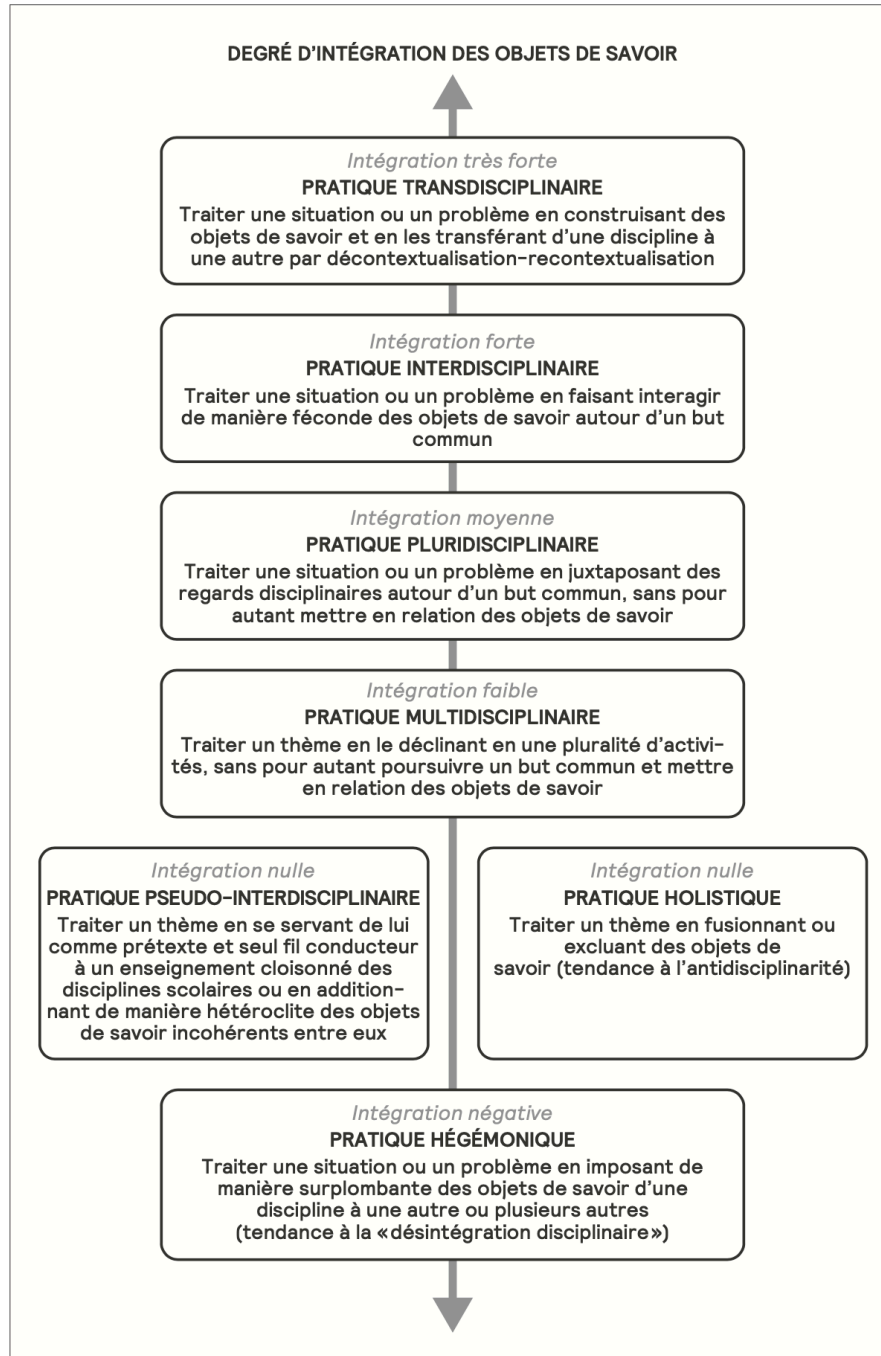 DEGRÉ D'INTÉGRATION DES OBJETS DE SAVOIR
Intégration très forte
PRATIQUE TRANSDISCIPLINAIRE
Traiter une situation ou un problème en construisant des
objets de savoir et en les transférant d'une discipline à
une autre par décontextualisation-recontextualisation
Intégration forte
PRATIQUE INTERDISCIPLINAIRE
Traiter une situation ou un problème en faisant interagir
de manière féconde des objets de savoir autour d'un but
commun
Intégration moyenne
PRATIQUE PLURIDISCIPLINAIRE
Traiter une situation ou un problème en juxtaposant des
regards disciplinaires autour d'un but commun, sans pour
autant mettre en relation des objets de savoir
Intégration faible
PRATIQUE MULTIDISCIPLINAIRE
Traiter un thème en le déclinant en une pluralité d'activi-
tés, sans pour autant poursuivre un but commun et mettre
en relation des objets de savoir
Intégration nulle
PRATIQUE PSEUDO-INTERDISCIPLINAIRE
Traiter un thème en se servant de lui
comme prétexte et seul fil conducteur
à un enseignement cloisonné des
disciplines scolaires ou en addition-
nant de manière hétéroclite des objets
de savoir incohérents entre eux
Intégration nulle
PRATIQUE HOLISTIQUE
Traiter un thème en fusionnant ou
excluant des objets de
savoir (tendance à l'antidisciplinarité)
Intégration négative
PRATIQUE HÉGÉMONIQUE
Traiter une situation ou un problème en imposant de
manière surplombante des objets de savoir d'une
discipline à une autre ou plusieurs autres
(tendance à la «désintégration disciplinaire»)